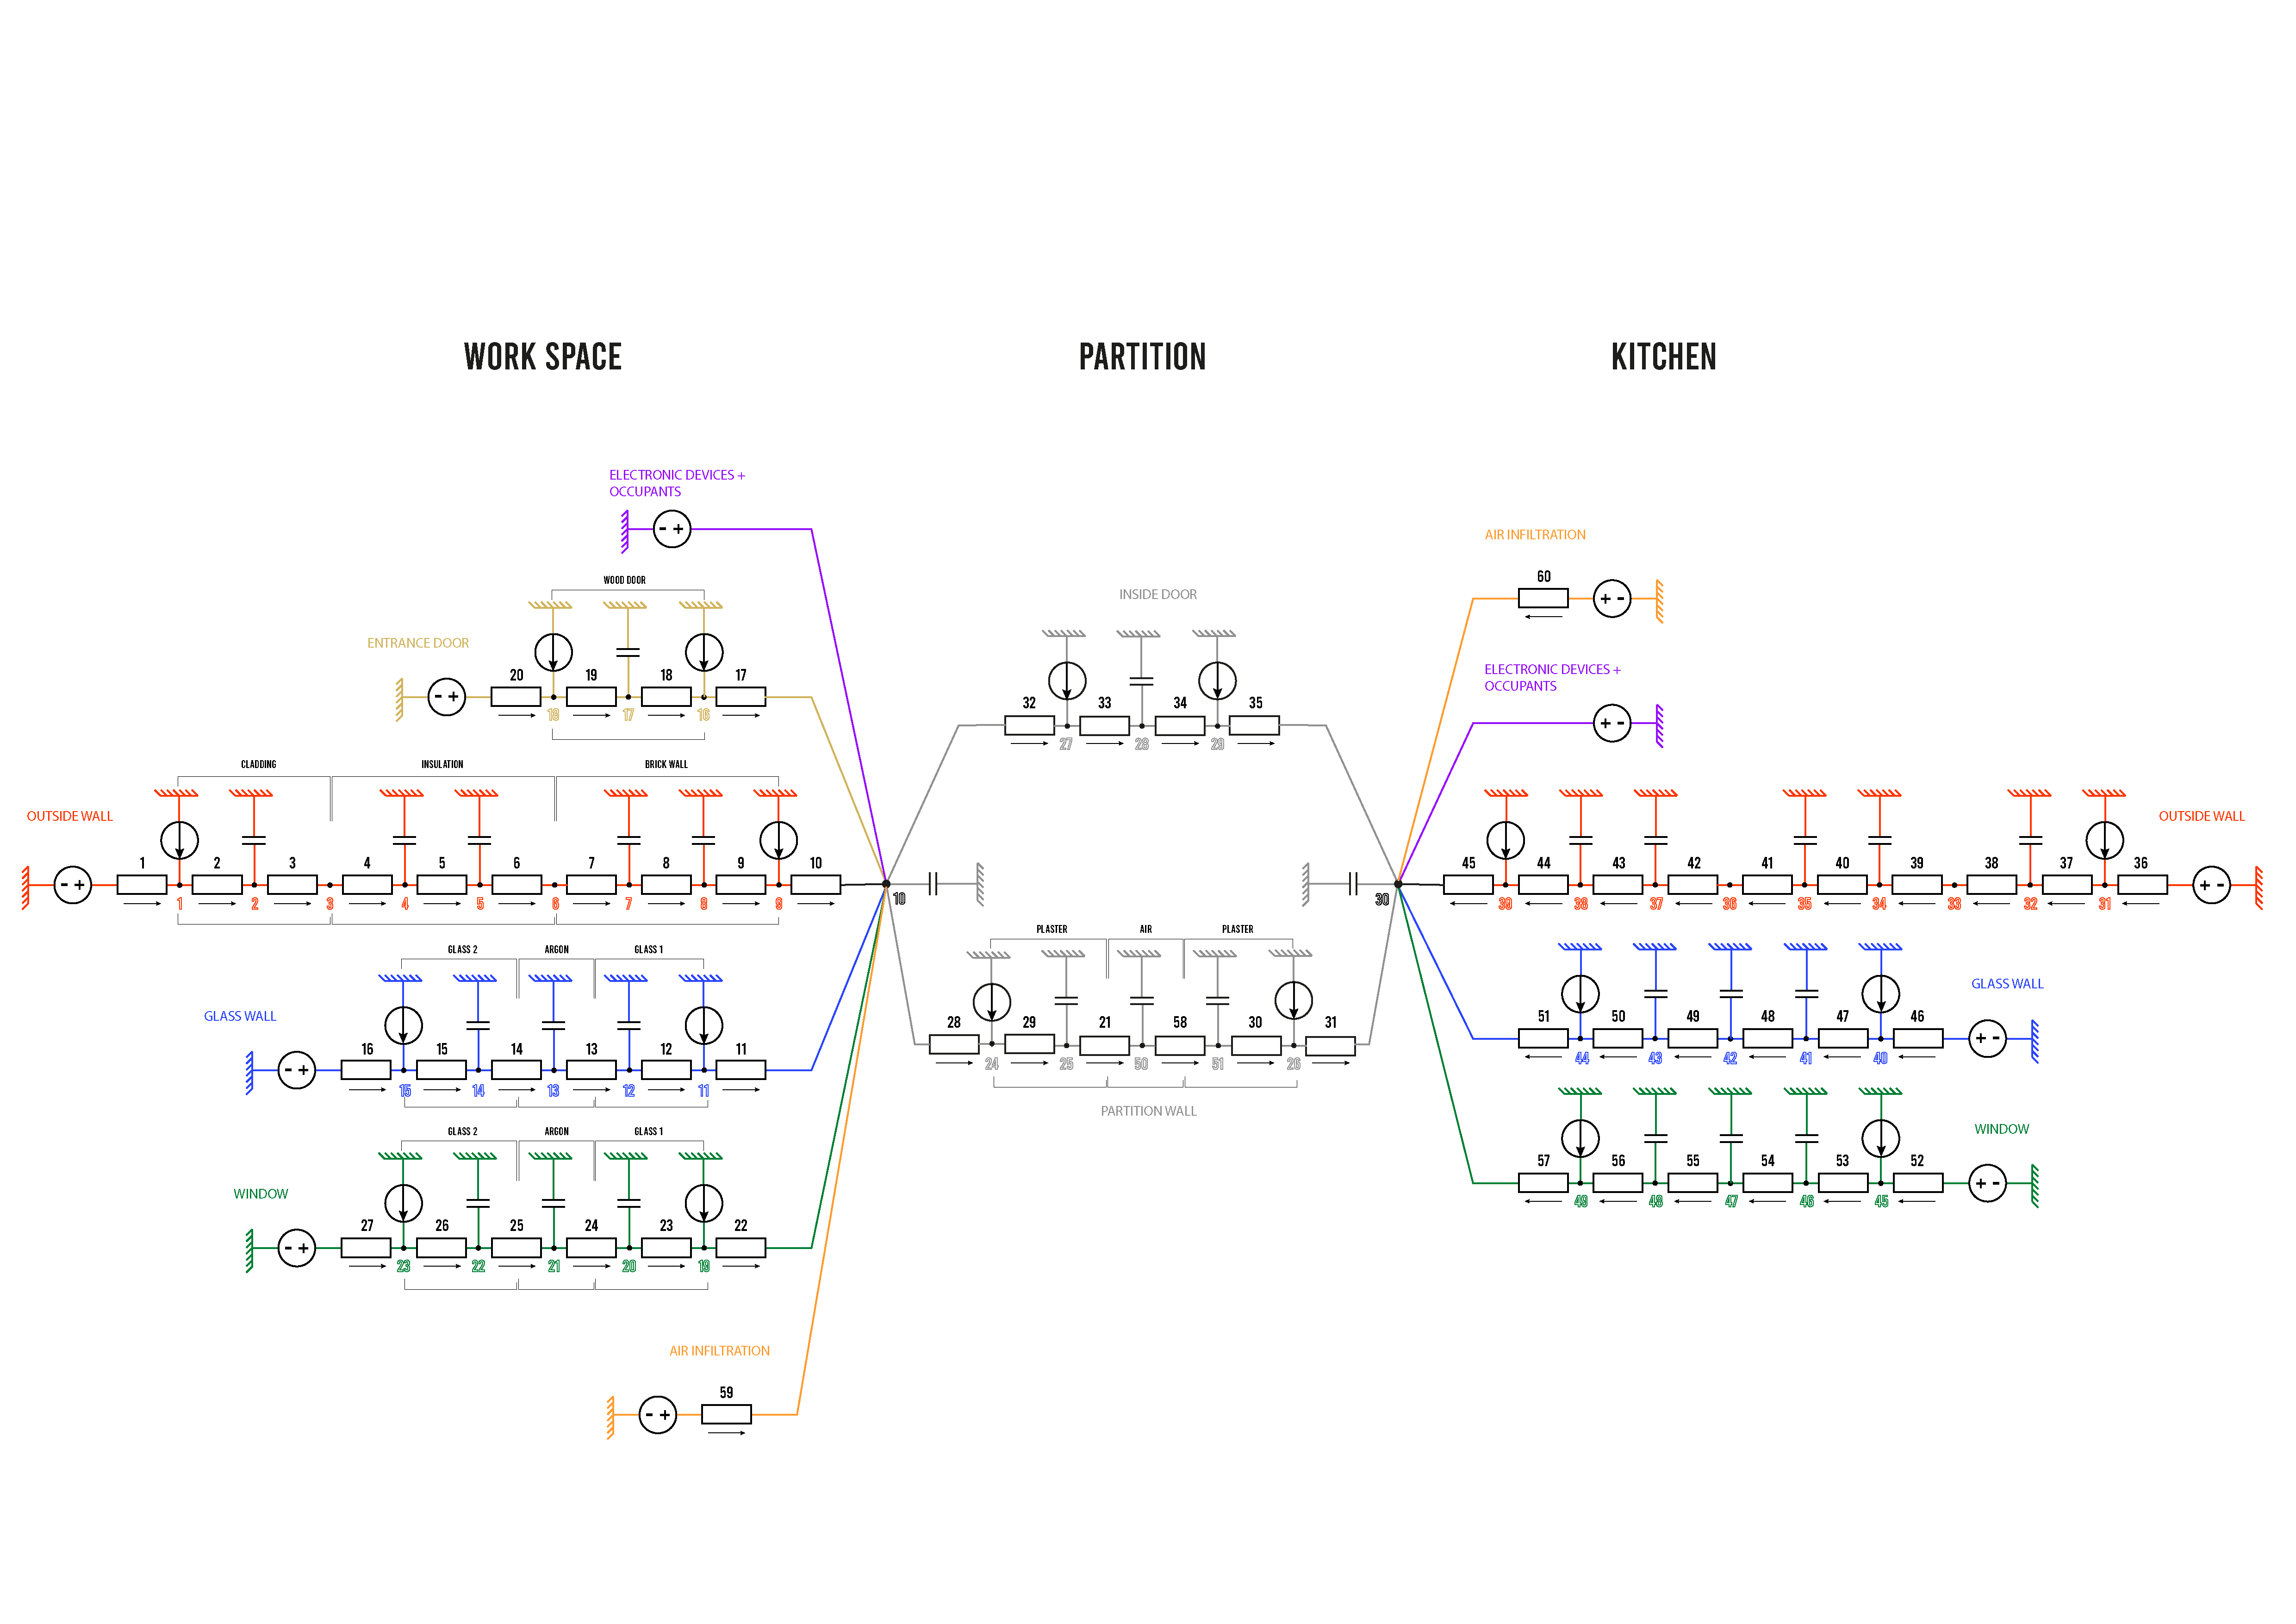 WORK SPACE
PARTITION
KITCHEN
ELECTRONIC DEVICES +
OCCUPANTS
- +
WOOD DOOR
ENTRANCE DOOR
- +
20 19 18 17
18 17 16
CLADDING INSULATION BRICK WALL
OUTSIDE WALL
- +
1 2 3 4 5 6 7 8 9 10
1 2 3 4 5 6 7 8 9
10
GLASS 2 ARGON GLASS 1
GLASS WALL
- +
16 15 14 13 12 11
15 14 13 12 11
GLASS 2 ARGON GLASS 1
WINDOW
- +
27 26 25 24 23 22
23 22 21 20 19
AIR INFILTRATION
- +
59
INSIDE DOOR
32 33 34 35
27 28 29
PLASTER AIR PLASTER
28 29 21 58 30 31
24 25 50 51 26
PARTITION WALL
AIR INFILTRATION
60
+ -
ELECTRONIC DEVICES +
OCCUPANTS
+ -
OUTSIDE WALL
45 44 43 42 41 40 39 38 37 36
+ -
30
39 38 37 36 35 34 33 32 31
GLASS WALL
51 50 49 48 47 46
+ -
44 43 42 41 40
WINDOW
57 56 55 54 53 52
+ -
49 48 47 46 45